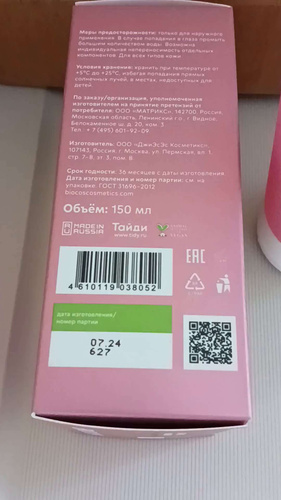 Меры предосторожности: только для наружного
применения. В случае попадания в глаза промыть
большим количеством воды. Возможна
индивидуальная непереносимость отдельных
компонентов. Для всех типов кожи
Условия хранения: хранить при температуре от
+5°C до +25°C, избегая попадания прямых
солнечных лучей, в местах, недоступных для
детей.
По заказу/организация, уполномоченная
изготовителем на принятие претензий от
потребителей: ООО «МАТРИКС» 142700 Россия,
Московская область, Ленинский г.о. г. Видное,
Белокаменное ш, д. 20, ком. 3
Тел. + 7 (495) 601-92-09
Изготовитель: ООО «ДжиЭсЭс Косметикс»,
107143, Россия, г. Москва, ул. Пермская, вл. 1
стр. 7-8, эт. 3, пом. 8
Срок годности: 36 месяцев с даты изготовления
Дата изготовления и номер партии: см. на
упаковке. ГОСТ 31696-2012
biocoscosmetics.com
Объём: 150 мл
MADE IN
RUSSIA
Тайди
www.tidy.ru
EAC
4 610119 038052
дата изготовления/
номер партии
07.24
627